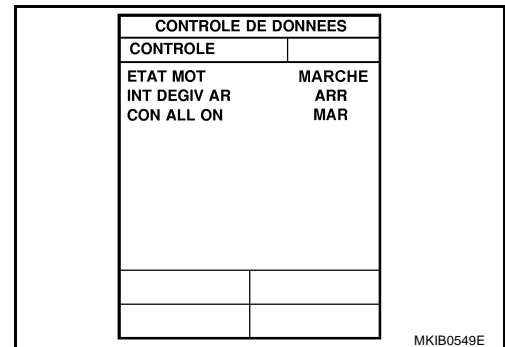 CONTROLE DE DONNEES
CONTROLE
ETAT MOT MARCHE
INT DEGIV AR ARR
CON ALL ON MAR
MKIB0549E